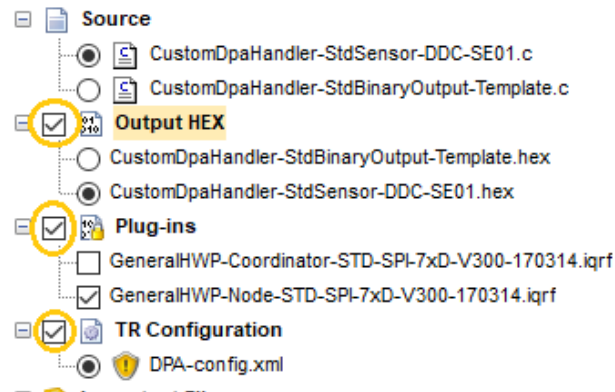 Source
CustomDpaHandler-StdSensor-DDC-SE01.c
CustomDpaHandler-StdBinaryOutput-Template.c
Output HEX
CustomDpaHandler-StdBinaryOutput-Template.hex
CustomDpaHandler-StdSensor-DDC-SE01.hex
Plug-ins
GeneralHWP-Coordinator-STD-SPI-7xD-V300-170314.iqrf
GeneralHWP-Node-STD-SPI-7xD-V300-170314.iqrf
TR Configuration
DPA-config.xml